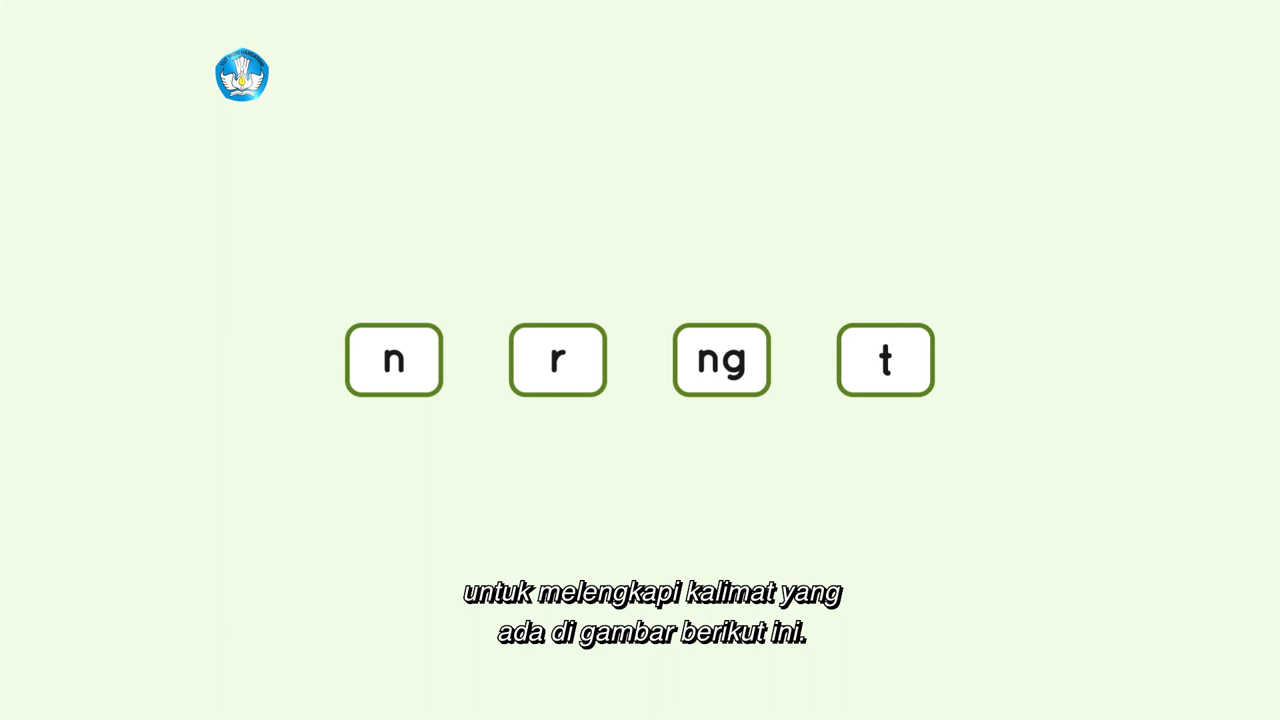 n r ng t
untuk melengkapi kalimat yang
ada di gambar berikut ini.